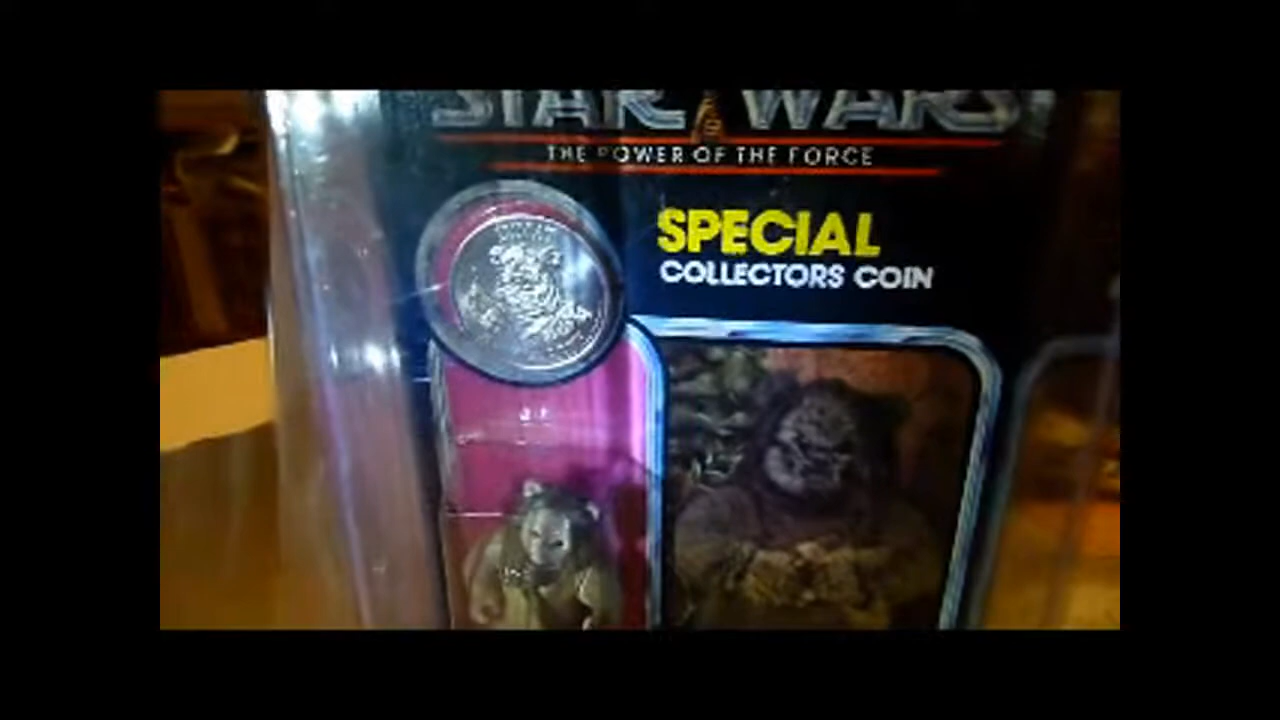 STAR WARS
THE POWER OF THE FORCE
SPECIAL
COLLECTORS COIN